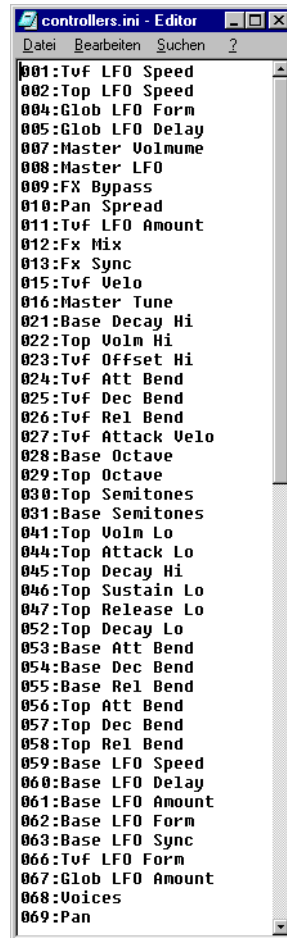 controllers.ini - Editor
Datei Bearbeiten Suchen ?
001:Tvf LFO Speed
002:Top LFO Speed
004:Glob LFO Form
005:Glob LFO Delay
007:Master Volmume
008:Master LFO
009:FX Bypass
010:Pan Spread
011:Tvf LFO Amount
012:Fx Mix
013:Fx Sync
015:Tvf Velo
016:Master Tune
021:Base Decay Hi
022:Top Volm Hi
023:Tvf Offset Hi
024:Tvf Att Bend
025:Tvf Dec Bend
026:Tvf Rel Bend
027:Tvf Attack Velo
028:Base Octave
029:Top Octave
030:Top Semitones
031:Base Semitones
041:Top Volm Lo
044:Top Attack Lo
045:Top Decay Hi
046:Top Sustain Lo
047:Top Release Lo
052:Top Decay Lo
053:Base Att Bend
054:Base Dec Bend
055:Base Rel Bend
056:Top Att Bend
057:Top Dec Bend
058:Top Rel Bend
059:Base LFO Speed
060:Base LFO Delay
061:Base LFO Amount
062:Base LFO Form
063:Base LFO Sync
066:Tvf LFO Form
067:Glob LFO Amount
068:Voices
069:Pan